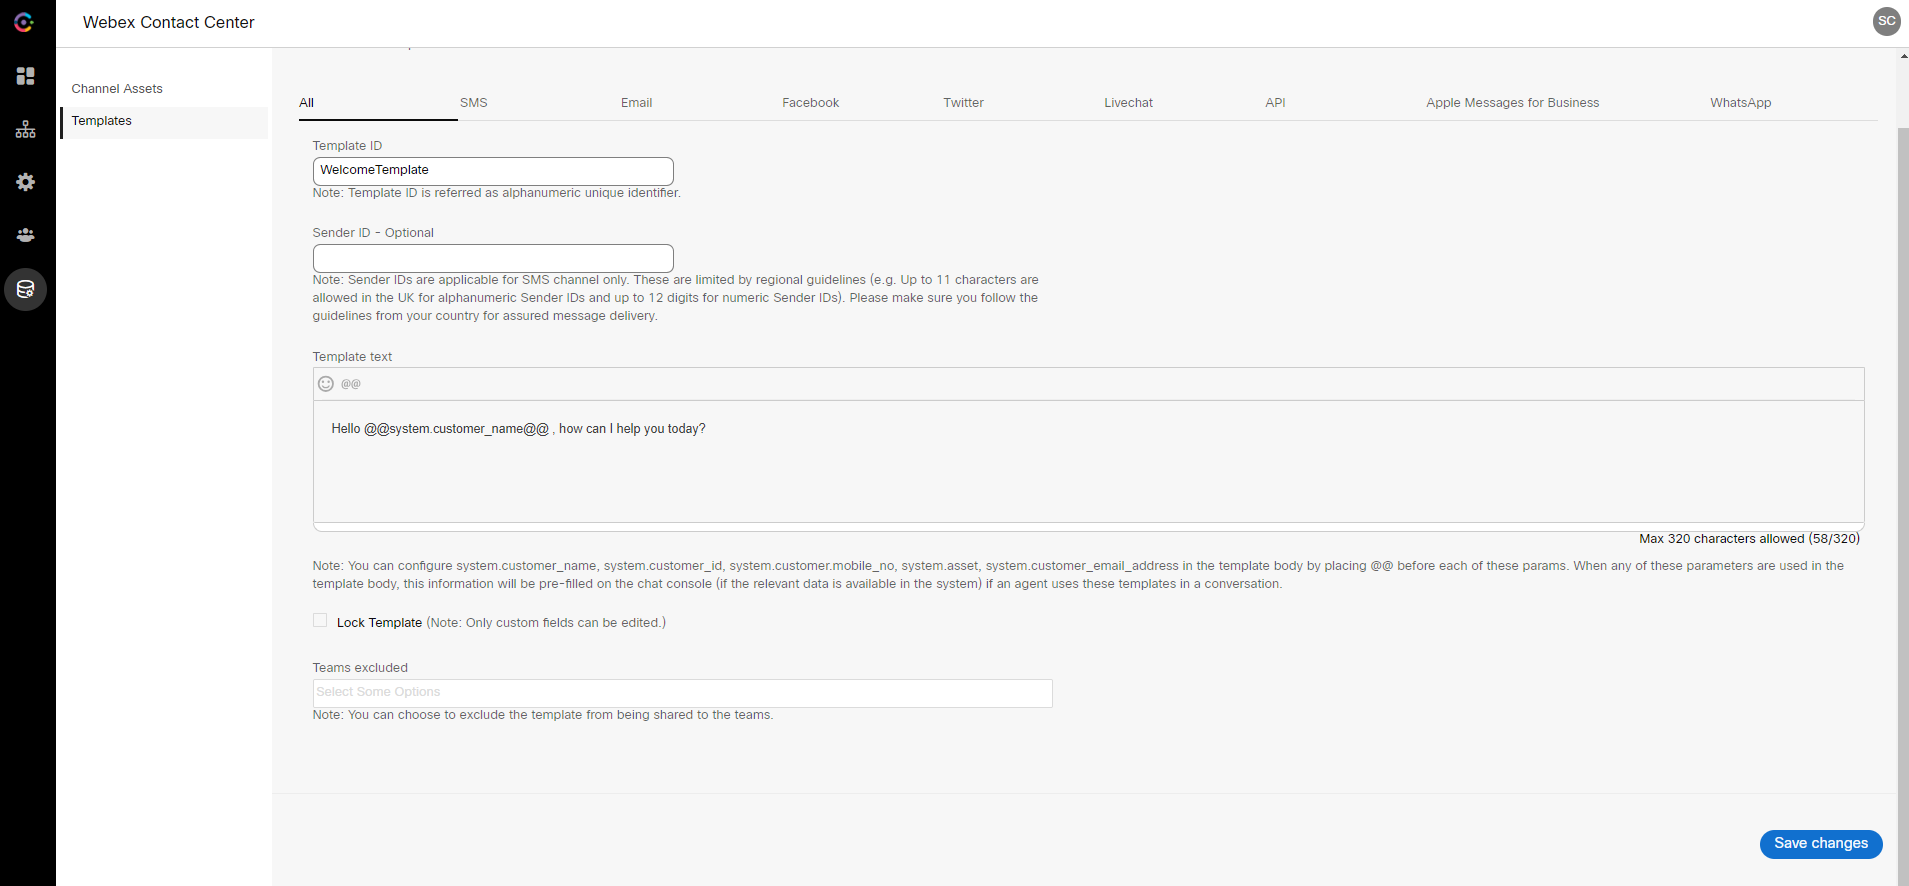 Webex Contact Center
SC
Channel Assets
Templates
All
SMS
Email
Facebook
Twitter
Livechat
API
Apple Messages for Business
WhatsApp
Template ID
WelcomeTemplate
Note: Template ID is referred as alphanumeric unique identifier.
Sender ID - Optional
Note: Sender IDs are applicable for SMS channel only. These are limited by regional guidelines (e.g. Up to 11 characters are
allowed in the UK for alphanumeric Sender IDs and up to 12 digits for numeric Sender IDs). Please make sure you follow the
guidelines from your country for assured message delivery.
Template text
@@
Hello @@system.customer_name@@ , how can I help you today?
Max 320 characters allowed (58/320)
Note: You can configure system.customer_name, system.customer_id, system.customer.mobile_no, system.asset, system.customer_email_address in the template body by placing @@ before each of these params. When any of these parameters are used in the
template body, this information will be pre-filled on the chat console (if the relevant data is available in the system) if an agent uses these templates in a conversation.
Lock Template (Note: Only custom fields can be edited.)
Teams excluded
Select Some Options
Note: You can choose to exclude the template from being shared to the teams.
Save changes